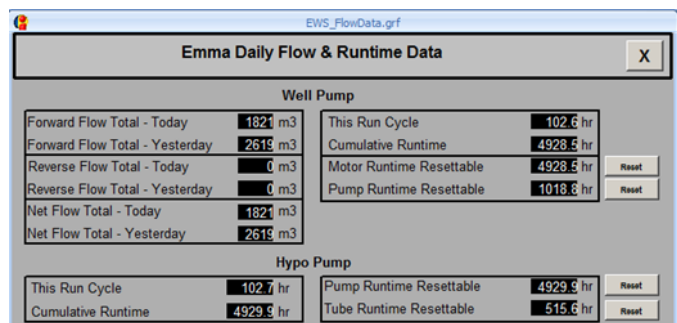 EWS_FlowData.grf
Emma Daily Flow & Runtime Data
X
Well Pump
Forward Flow Total - Today 1821 m3
Forward Flow Total - Yesterday 2619 m3
Reverse Flow Total - Today 0 m3
Reverse Flow Total - Yesterday 0 m3
Net Flow Total - Today 1821 m3
Net Flow Total - Yesterday 2619 m3
This Run Cycle 102.6 hr
Cumulative Runtime 4928.5 hr
Motor Runtime Resettable 4928.5 hr Reset
Pump Runtime Resettable 1018.8 hr Reset
Hypo Pump
This Run Cycle 102.7 hr
Cumulative Runtime 4929.9 hr
Pump Runtime Resettable 4929.9 hr Reset
Tube Runtime Resettable 515.6 hr Reset